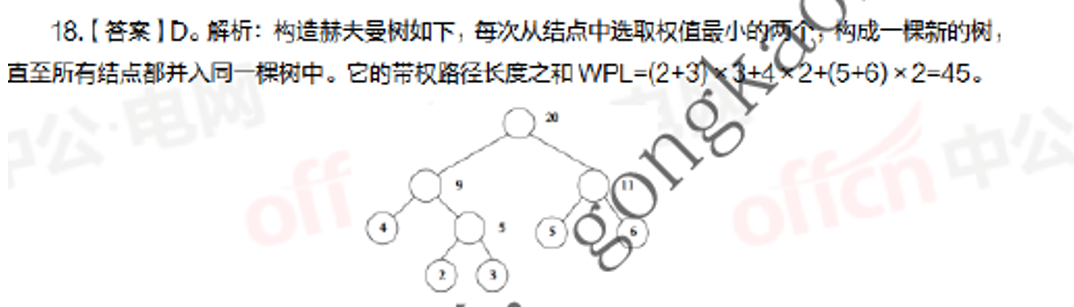 18.【答案】D。解析：构造赫夫曼树如下，每次从结点中选取权值最小的两个，构成一棵新的树，
直至所有结点都并入同一棵树中。它的带权路径长度之和 WPL=(2+3)×3+4×2+(5+6)×2=45。
20
9
11
4
5
5
6
2
3
中公·电网
off
offcn 中公
gongkao